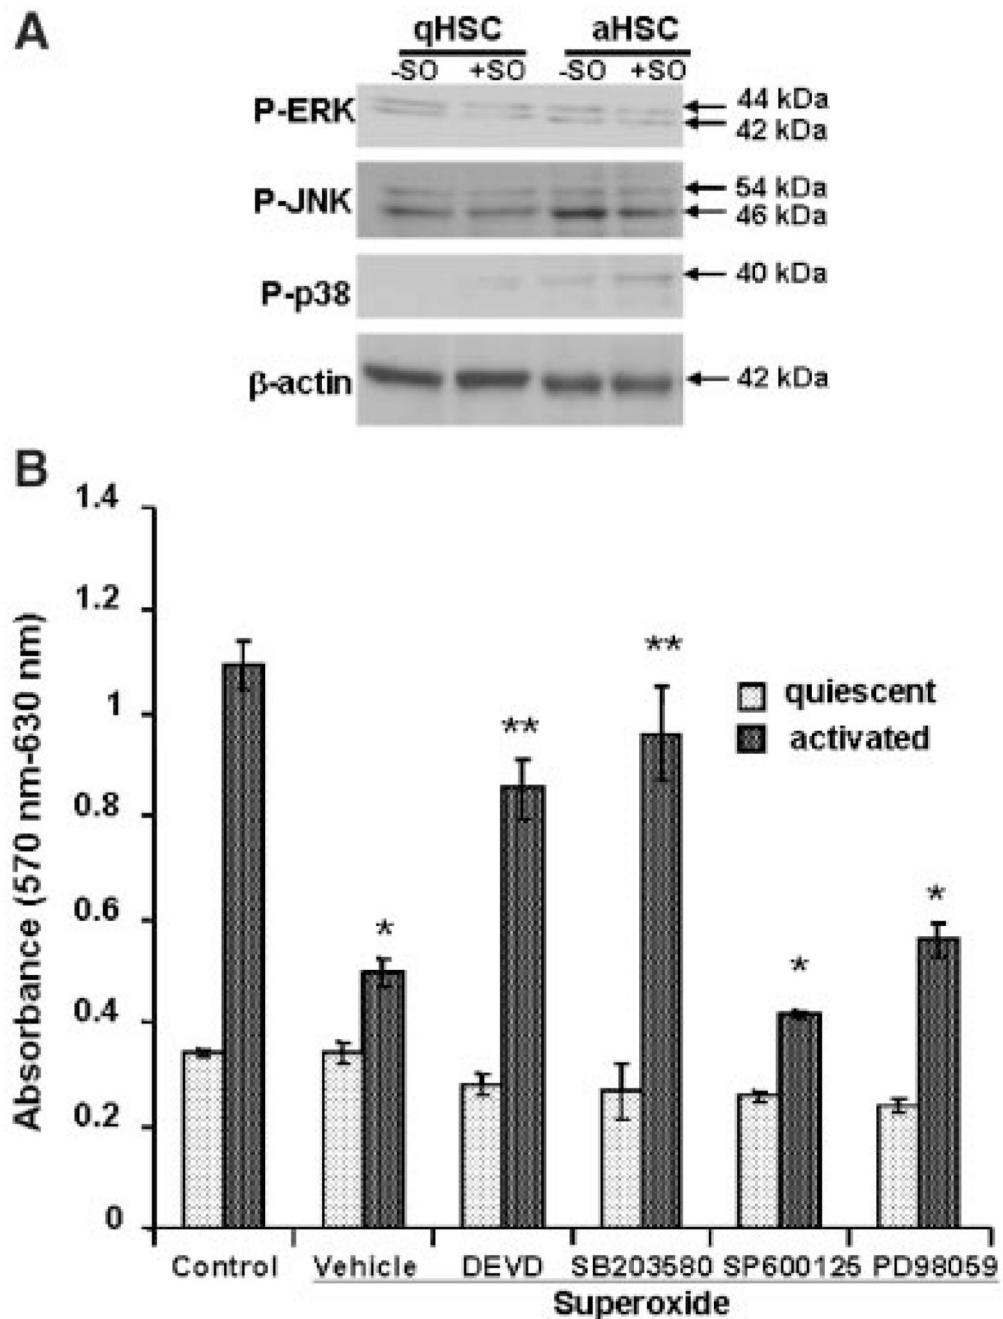 A
qHSC aHSC
-SO +SO -SO +SO
P-ERK 44 kDa
42 kDa
P-JNK 54 kDa
46 kDa
P-p38 40 kDa
β-actin 42 kDa
B
Absorbance (570 nm-630 nm)
1.4
1.2
1
0.8
0.6
0.4
0.2
0
**
**
*
*
*
quiescent
activated
Control Vehicle DEVD SB203580 SP600125 PD98059
Superoxide